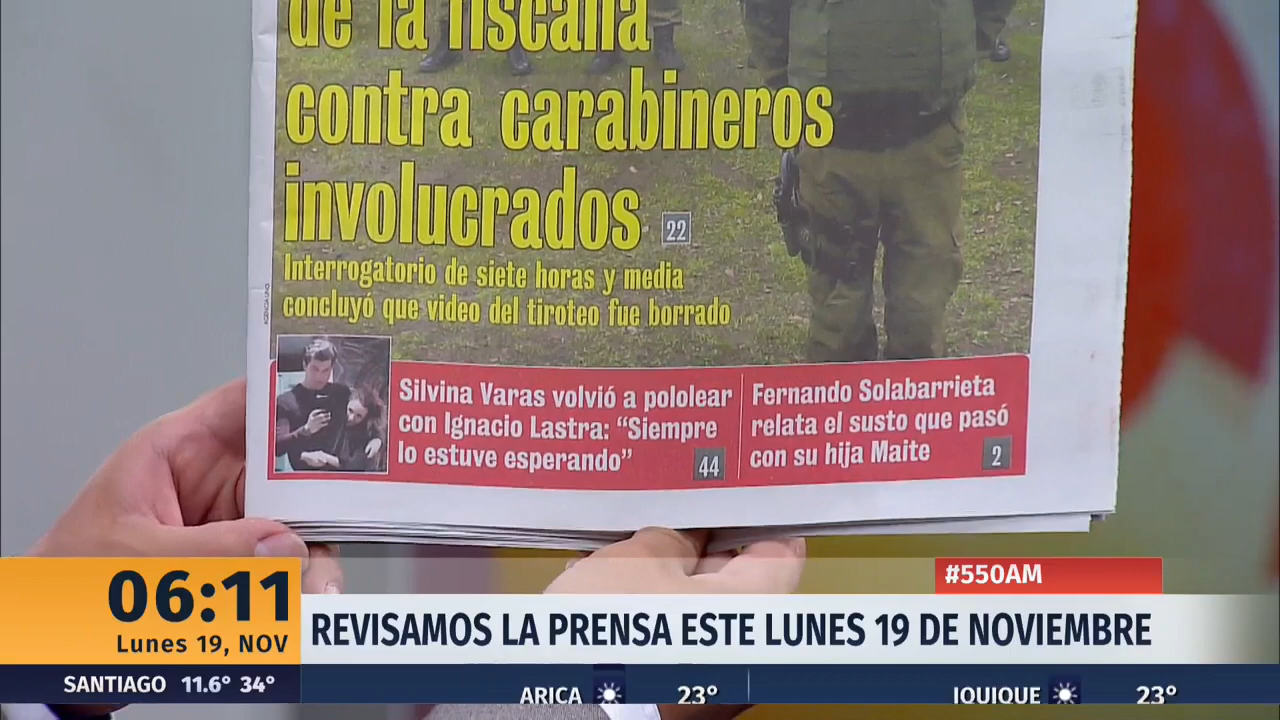 de la fiscalía
contra carabineros
involucrados 22
Interrogatorio de siete horas y media
concluyó que video del tiroteo fue borrado
Silvina Varas volvió a pololear
con Ignacio Lastra: “Siempre
lo estuve esperando” 44
Fernando Solabarrieta
relata el susto que pasó
con su hija Maite 2
#550AM
06:11
Lunes 19, NOV
REVISAMOS LA PRENSA ESTE LUNES 19 DE NOVIEMBRE
SANTIAGO 11.6° 34°
ARICA 23°
IQUIQUE 23°